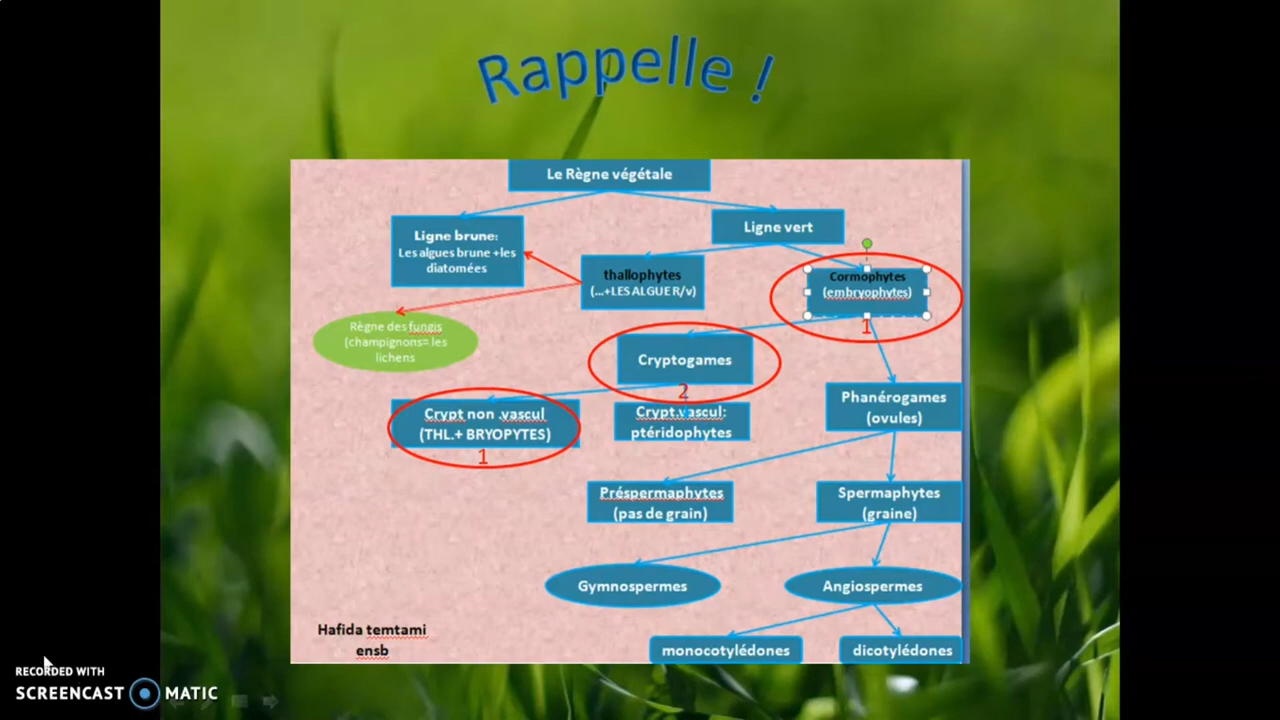 Rappelle !
Le Règne végétale
Ligne brune:
Les algues brune +les
diatomées
Ligne vert
thallophytes
(...+LES ALGUE R/v)
Cormophytes
(embryophytes)
1
Règne des fungis
(champignons= les
lichens
Cryptogames
2
Crypt non .vascul
(THL.+ BRYOPYTES)
1
Crypt.vascul:
ptéridophytes
Phanérogames
(ovules)
Préspermaphytes
(pas de grain)
Spermaphytes
(graine)
Gymnospermes
Angiospermes
Hafida temtami
ensb
monocotylédones
dicotylédones
RECORDED WITH
SCREENCAST MATIC